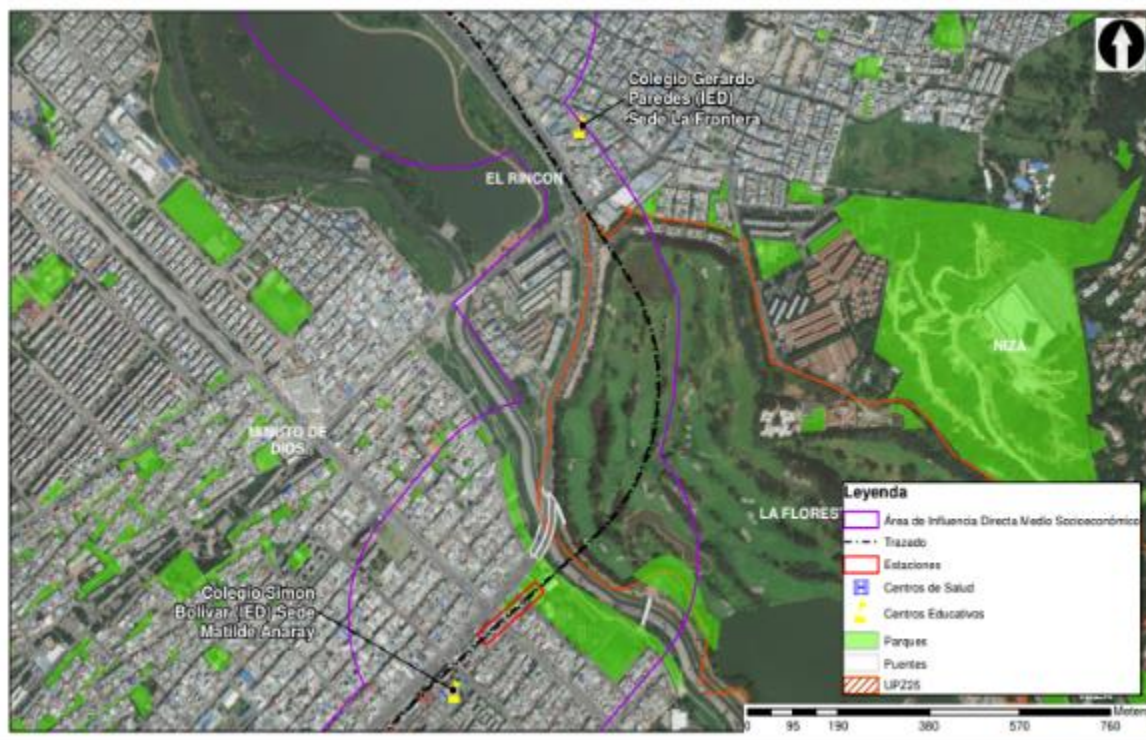 Colegio Gerardo
Paredes (IED)
Sede La Frontera
EL RINCON
NIZA
MINUTO DE
DIOS
LA FLORES
Colegio Simon
Bolivar (IED) Sede
Matilde Anaray
Leyenda
Área de Influencia Directa Medio Socioeconómico
Trazado
Estaciones
H Centros de Salud
Centros Educativos
Parques
Puentes
UPZ25
Meters
0 95 190 380 570 760